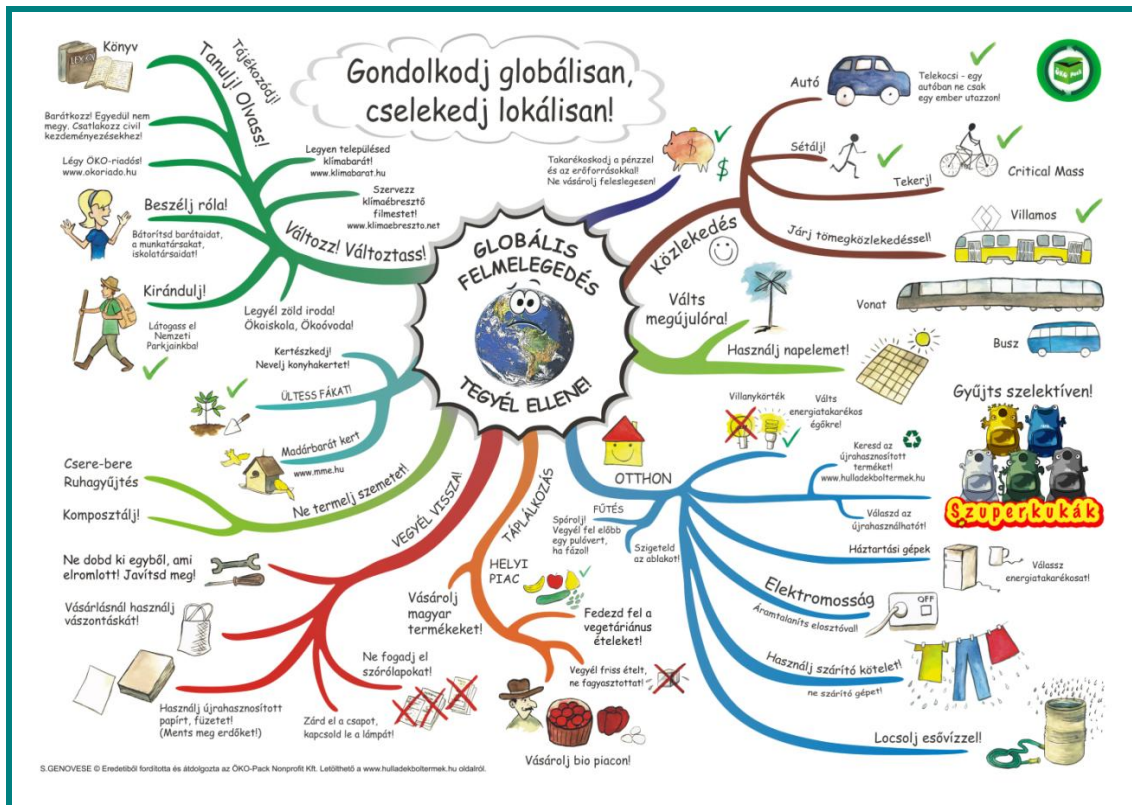 Gondolkodj globálisan,
cselekedj lokálisan!
GLOBÁLIS
FELMELEGEDÉS
TEGYÉL ELLENE!
Könyv
Tájékozódj!
Tanulj! Olvass!
Barátkozz! Egyedül nem
megy. Csatlakozz civil
kezdeményezésekhez!
Légy ÖKO-riadós!
www.okoriado.hu
Beszélj róla!
Bátorítsd barátaidat,
a munkatársakat,
iskolatársaidat!
Kirándulj!
Látogass el
Nemzeti
Parkjainkba!
Legyen településed
klímabarát!
www.klimabarat.hu
Szervezz
klímaébresztő
filmestet!
www.klimaebreszto.net
Változz! Változtass!
Legyél zöld iroda!
Ökoiskola, Ökoóvoda!
Takarékoskodj a pénzzel
és az erőforrásokkal!
Ne vásárolj feleslegesen!
$
$
Közlekedés
Autó
Telekocsi - egy
autóban ne csak
egy ember utazzon!
ÖKO Pack
Sétálj!
Tekerj!
Critical Mass
Járj tömegközlekedéssel!
Villamos
Vonat
Busz
Válts
megújulóra!
Használj napelemet!
Kertészkedj!
Nevelj konyhakertet!
ÜLTESS FÁKAT!
Madárbarát kert
www.mme.hu
Ne termelj szemetet!
Csere-bere
Ruhagyűjtés
Komposztálj!
VEGYÉL VISSZA!
Ne dobd ki egyből, ami
elromlott! Javítsd meg!
Vásárlásnál használj
vászontáskát!
Használj újrahasznosított
papírt, füzetet!
(Ments meg erdőket!)
Zárd el a csapot,
kapcsold le a lámpát!
Ne fogadj el
szórólapokat!
TÁPLÁLKOZÁS
HELYI
PIAC
Vásárolj
magyar
termékeket!
Fedezd fel a
vegetáriánus
ételeket!
Vegyél friss ételt,
ne fagyasztottat!
Vásárolj bio piacon!
OTTHON
FŰTÉS
Spórolj!
Vegyél fel előbb
egy pulóvert,
ha fázol!
Szigeteld
az ablakot!
Villanykörték
Válts
energiatakarékos
égőkre!
Gyűjts szelektíven!
Szuperkukák
Keresd az
újrahasznosított
terméket!
www.hulladekboltermek.hu
Válaszd az
újrahasználhatót!
Háztartási gépek
Válassz
energiatakarékosat!
Elektromosság
Áramtalaníts elosztóval!
OFF
Használj szárító kötelet!
ne szárító gépet!
Locsolj esővízzel!
S.GENOVESE © Eredetiből fordította és átdolgozta az ÖKO-Pack Nonprofit Kft. Letölthető a www.hulladekboltermek.hu oldalról.